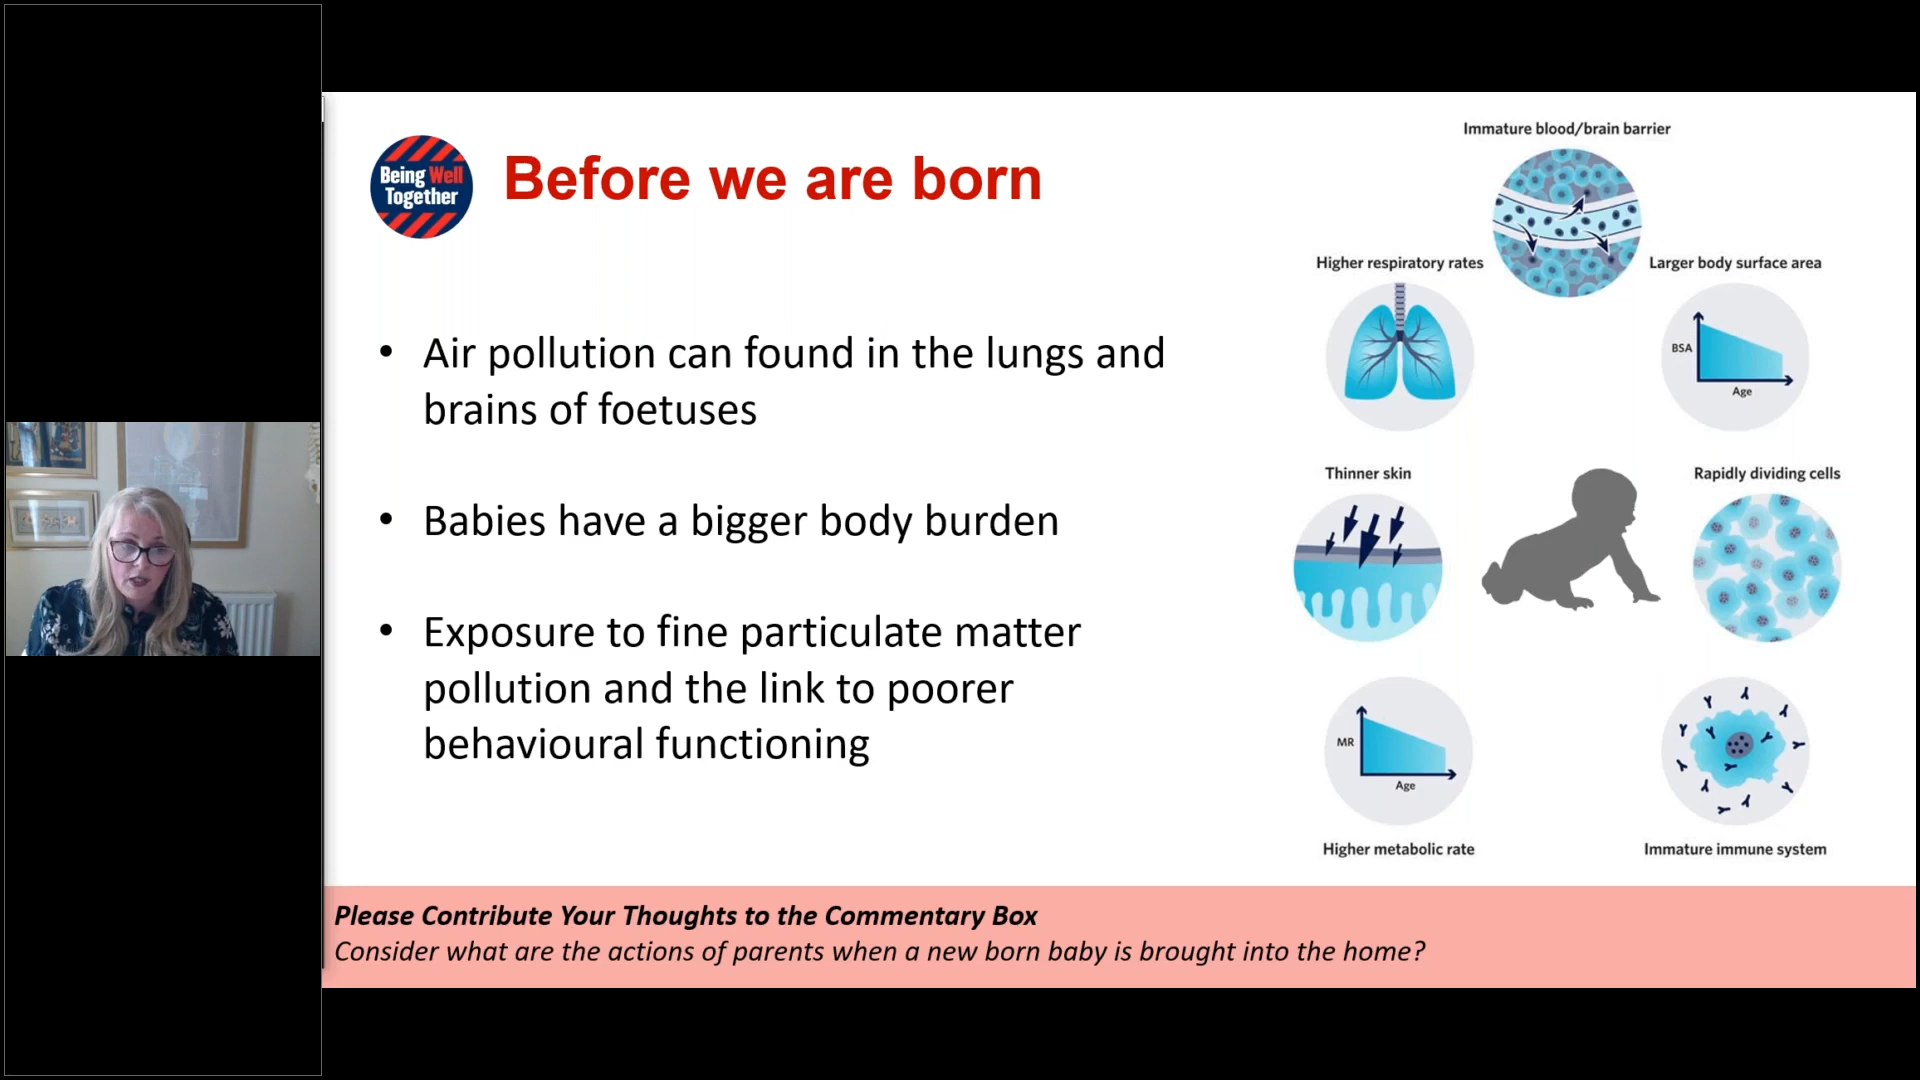 Being Well
Together
Before we are born
• Air pollution can found in the lungs and
brains of foetuses
• Babies have a bigger body burden
• Exposure to fine particulate matter
pollution and the link to poorer
behavioural functioning
Immature blood/brain barrier
Higher respiratory rates
Larger body surface area
BSA
Age
Thinner skin
Rapidly dividing cells
MR
Age
Higher metabolic rate
Immature immune system
Please Contribute Your Thoughts to the Commentary Box
Consider what are the actions of parents when a new born baby is brought into the home?